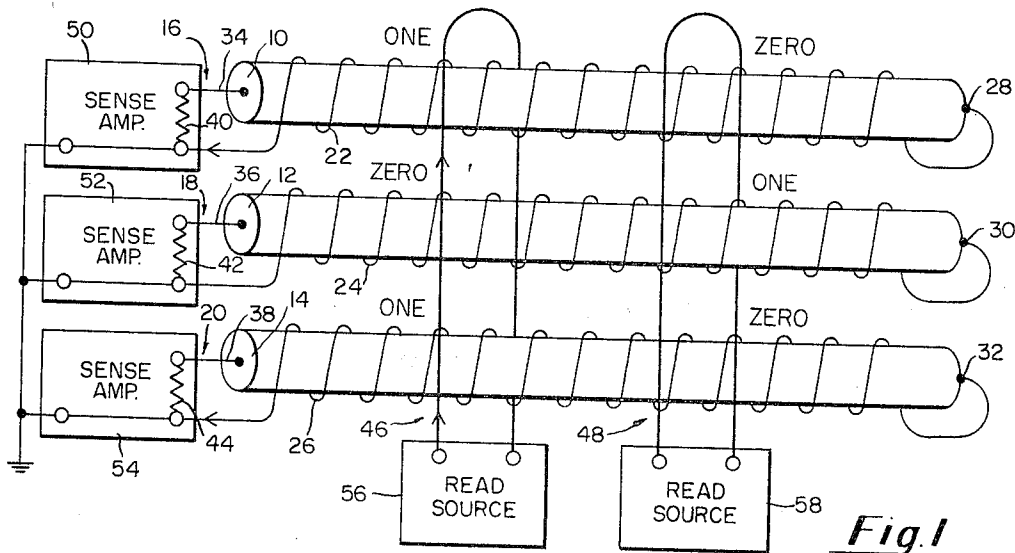 50
16
34
10
ONE
ZERO
28
SENSE
AMP.
40
22
52
18
36
12
ZERO
ONE
30
SENSE
AMP.
42
24
20
38
14
ONE
ZERO
32
SENSE
AMP.
44
26
46
48
54
56
READ
SOURCE
READ
SOURCE
58
Fig.1